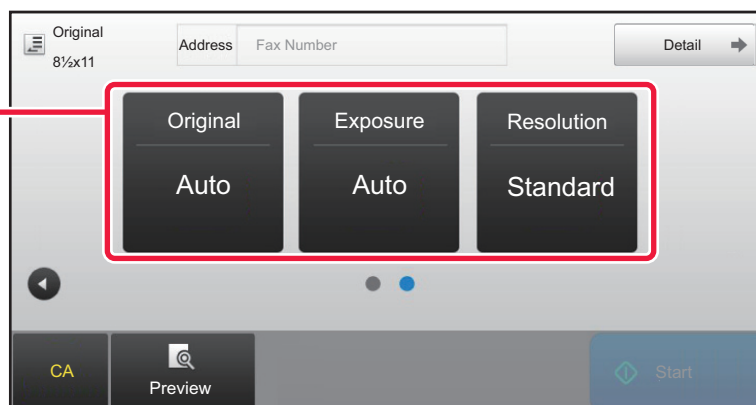 Original
8½x11
Address Fax Number
Detail
Original Exposure Resolution
Auto Auto Standard
CA
Preview
Start